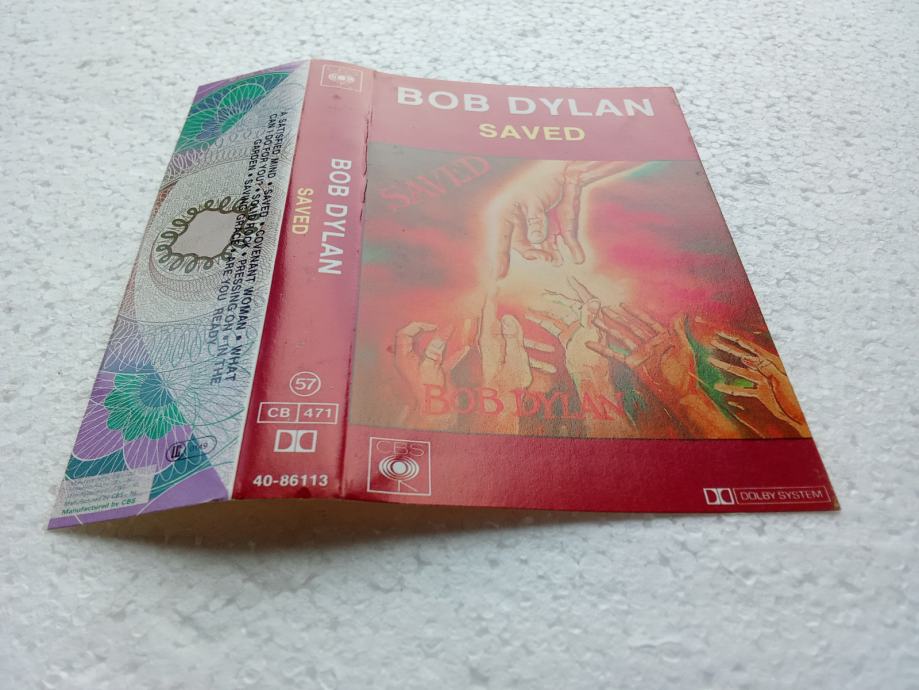 A SATISFIED MIND • SAVED • COVENANT WOMAN • WHAT
CAN I DO FOR YOU? • SOLID ROCK • PRESSING ON • IN THE
GARDEN • SAVING GRACE • ARE YOU READY
Manufactured by CBS
BOB DYLAN
SAVED
57
CB 471
40-86113
BOB DYLAN
SAVED
SAVED
BOB DYLAN
CBS
DOLBY SYSTEM